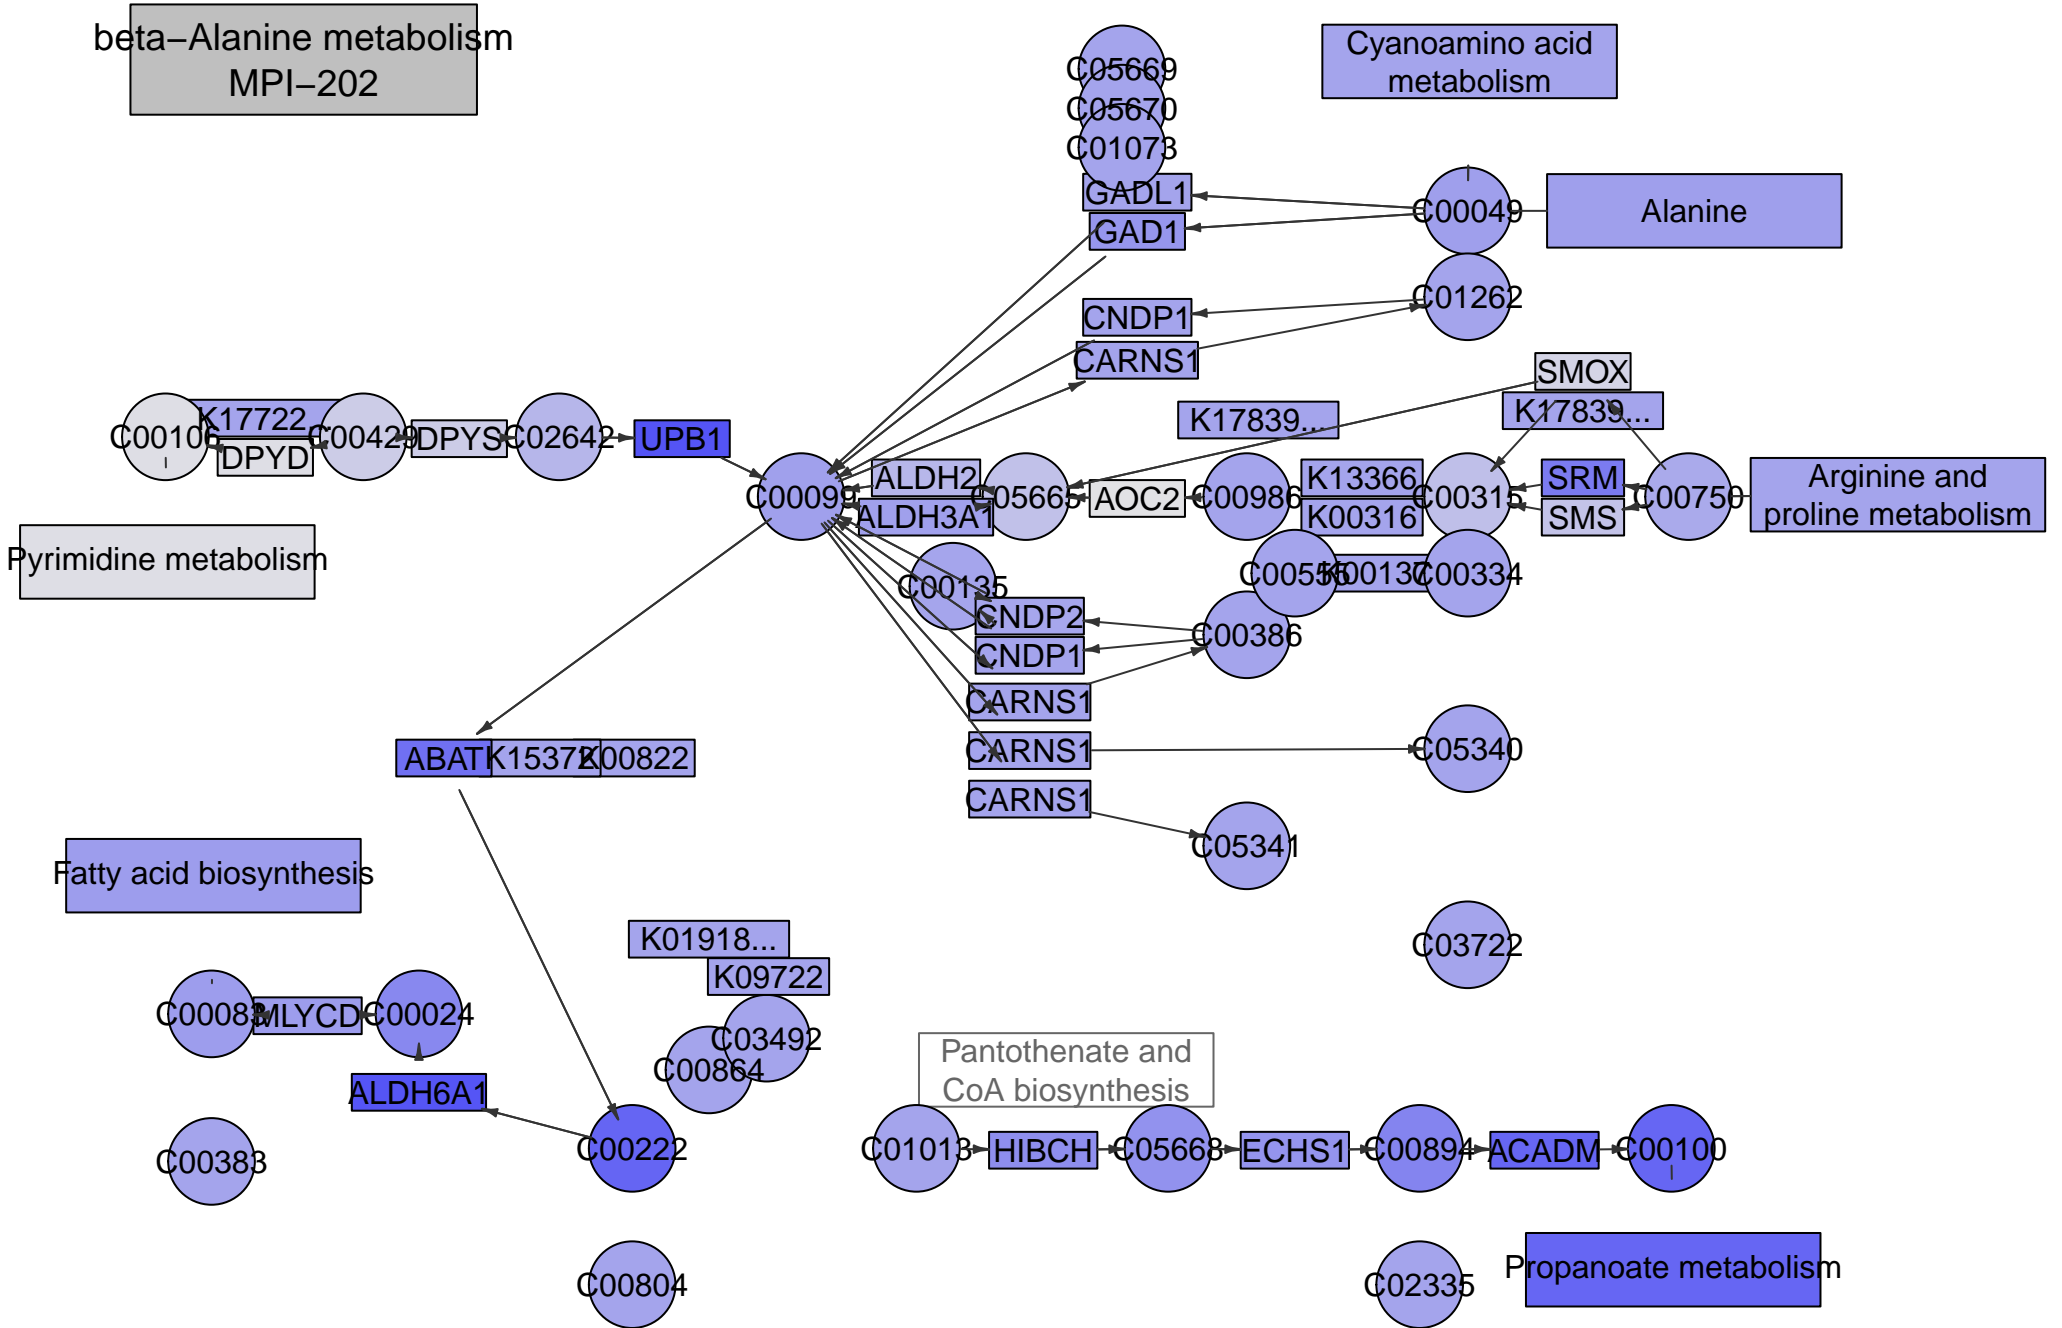 beta−Alanine metabolism
MPI−202
C05669
C05670
C01073
Cyanoamino acid
metabolism
GADL1
GAD1
C00049
Alanine
C01262
CNDP1
CARNS1
SMOX
K17839...
K17839...
C00106
K17722
DPYD
C00429
DPYS
C02642
UPB1
C00099
ALDH2
ALDH3A1
C05665
AOC2
C00986
K13366
K00316
C00315
SRM
SMS
C00750
Arginine and
proline metabolism
Pyrimidine metabolism
C00135
C00555
K00137
C00334
CNDP2
CNDP1
C00386
CARNS1
CARNS1
C05340
CARNS1
C05341
ABAT
K15372
K00822
Fatty acid biosynthesis
K01918...
K09722
C03722
C00083
MLYCD
C00024
C03492
C00864
ALDH6A1
Pantothenate and
CoA biosynthesis
C00383
C00222
C01013
HIBCH
C05668
ECHS1
C00894
ACADM
C00100
C00804
C02335
Propanoate metabolism